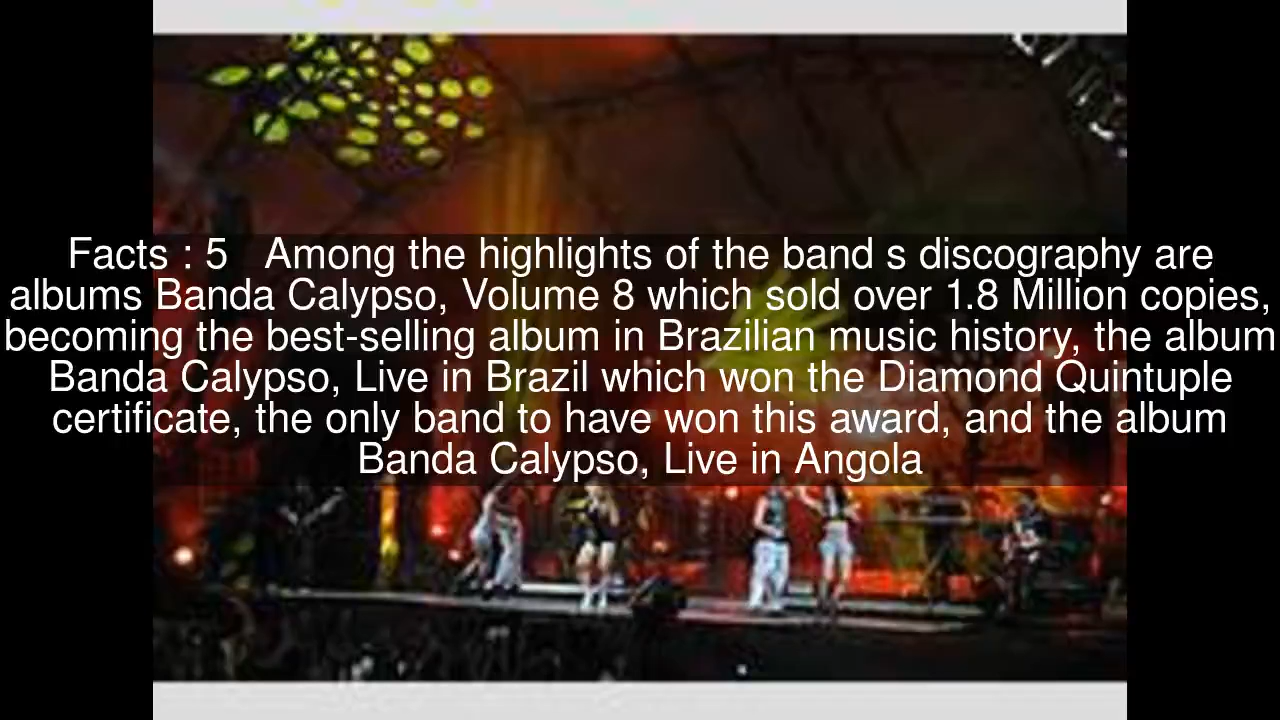 Facts : 5 Among the highlights of the band s discography are
albums Banda Calypso, Volume 8 which sold over 1.8 Million copies,
becoming the best-selling album in Brazilian music history, the album
Banda Calypso, Live in Brazil which won the Diamond Quintuple
certificate, the only band to have won this award, and the album
Banda Calypso, Live in Angola